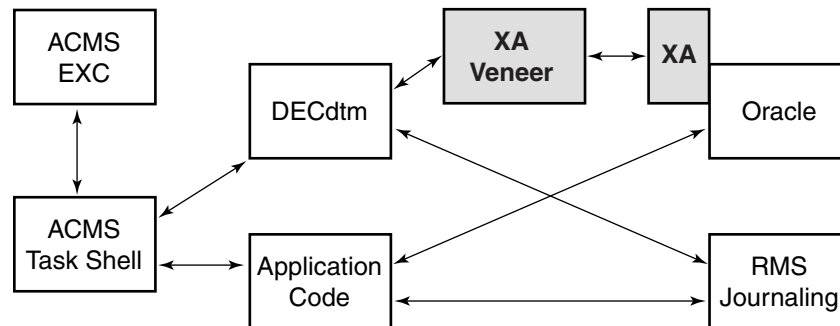 ACMS
EXC
XA
Veneer
XA
DECdtm
Oracle
ACMS
Task Shell
Application
Code
RMS
Journaling